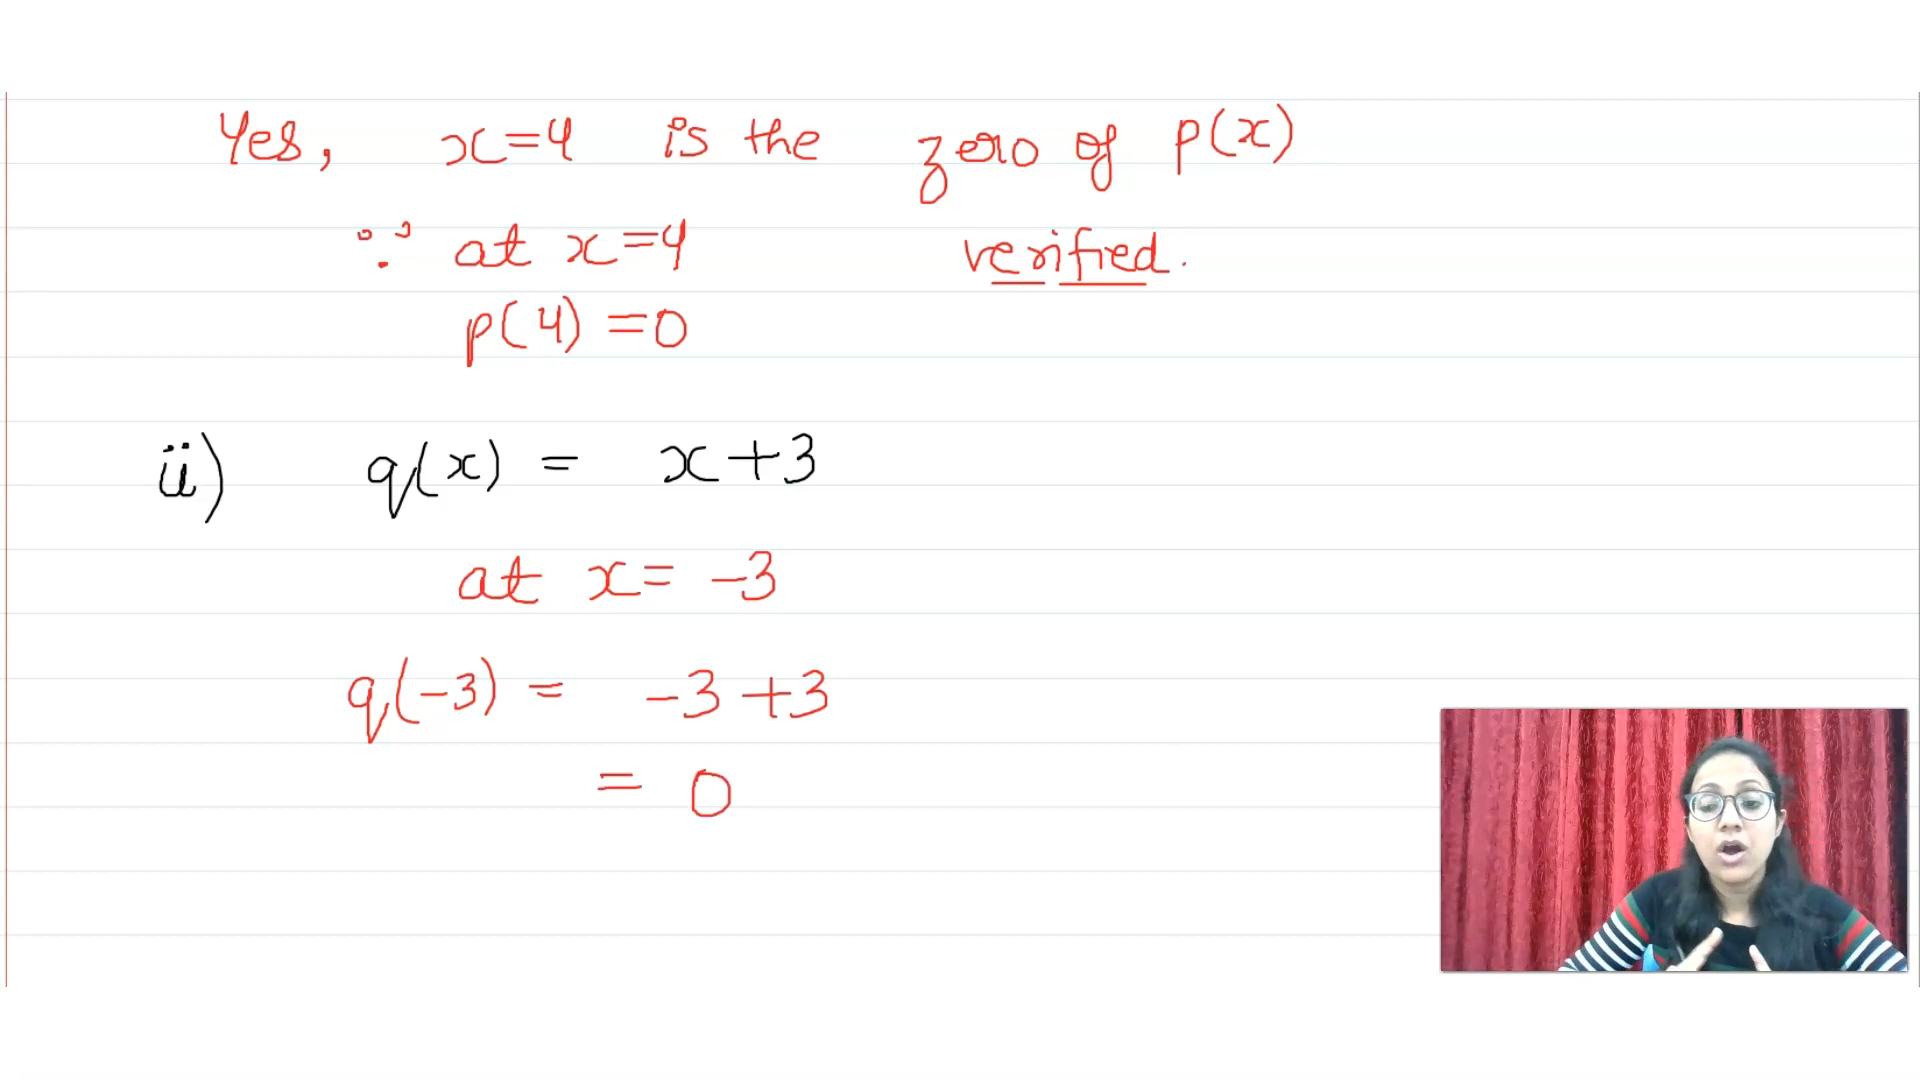 Yes, x=4 is the zero of p(x)
∵ at x=4 verified.
p(4) =0
ii) q(x) = x+3
at x= -3
q(-3) = -3+3
= 0